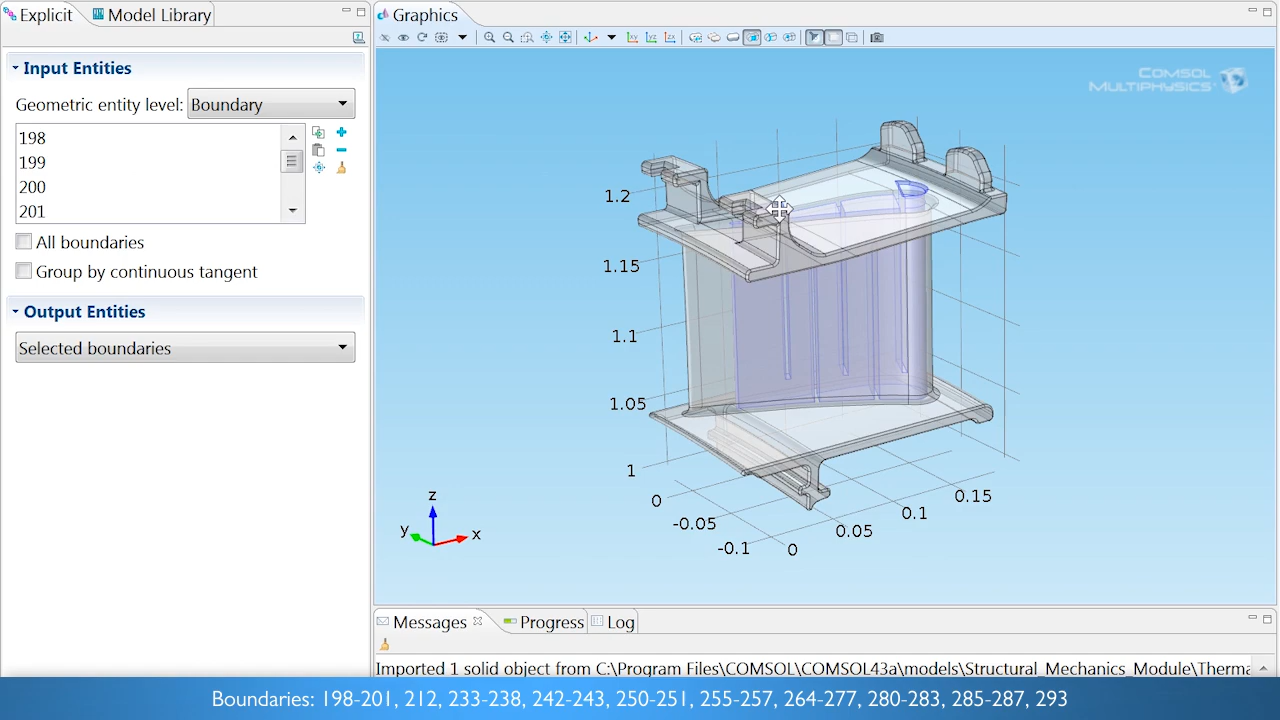 Explicit
Model Library
Graphics
Input Entities
Geometric entity level: Boundary
198
199
200
201
All boundaries
Group by continuous tangent
Output Entities
Selected boundaries
COMSOL
MULTIPHYSICS
1.2
1.15
1.1
1.05
1
0
-0.05
-0.1
0
0.05
0.1
0.15
z
y
x
xy
yz
zx
Messages
Progress
Log
Imported 1 solid object from C:\Program Files\COMSOL\COMSOL43a\models\Structural_Mechanics_Module\Therma
Boundaries: 198-201, 212, 233-238, 242-243, 250-251, 255-257, 264-277, 280-283, 285-287, 293